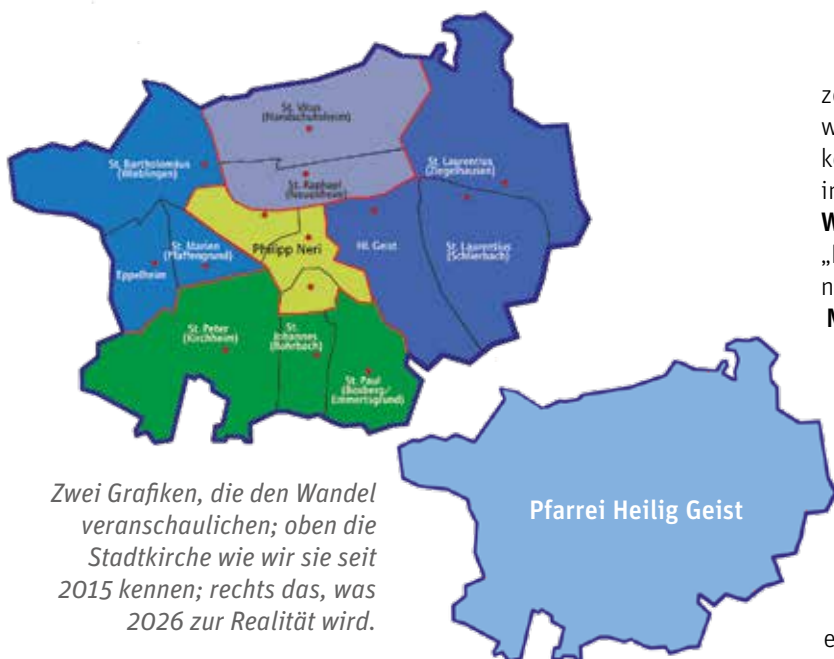 St. Vitus
(Handschuhsheim)
St. Bartholomäus
(Wieblingen)
St. Raphael
(Neuenheim)
St. Laurentius
(Ziegelhausen)
St. Marien
(Pfaffengrund)
Eppelheim
Philipp Neri
Hl. Geist
St. Laurentius
(Schlierbach)
St. Peter
(Kirchheim)
St.
Johannes
(Rohrbach)
St. Paul
(Boxberg/
Emmertsgrund)
Pfarrei Heilig Geist
Zwei Grafiken, die den Wandel
veranschaulichen; oben die
Stadtkirche wie wir sie seit
2015 kennen; rechts das, was
2026 zur Realität wird.